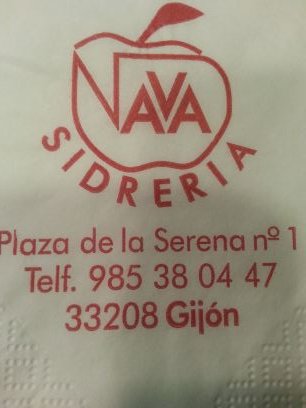 NAVA
SIDRERIA
Plaza de la Serena nº 1
Telf. 985 38 04 47
33208 Gijón